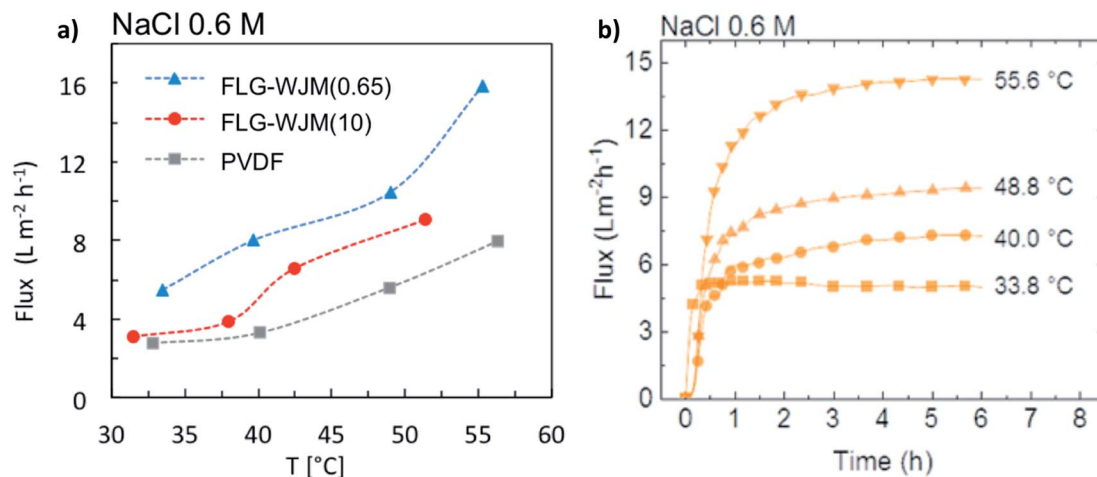 a)
NaCl 0.6 M
Flux (L m-2 h-1)
16
12
8
4
0
FLG-WJM(0.65)
FLG-WJM(10)
PVDF
30 35 40 45 50 55 60
T [°C]
b)
NaCl 0.6 M
Flux (Lm-2h-1)
15
12
9
6
3
0
55.6 °C
48.8 °C
40.0 °C
33.8 °C
0 1 2 3 4 5 6 7 8
Time (h)